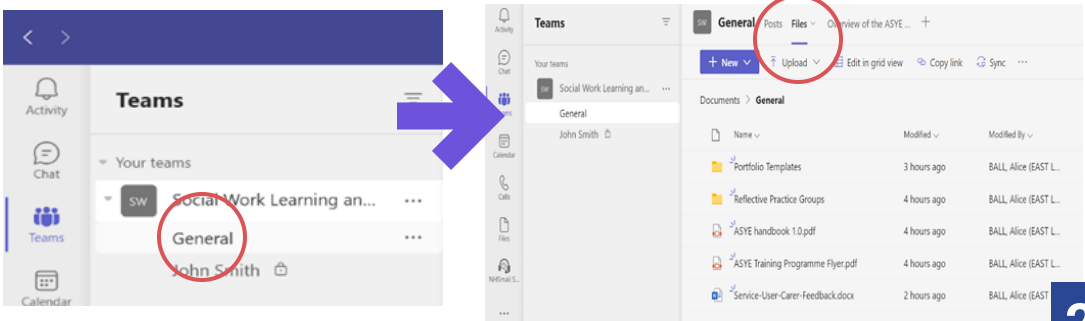 Activity
Chat
Teams
Calendar
Teams
Your teams
SW Social Work Learning an... ...
General ...
John Smith
Activity
Chat
Teams
Calendar
Calls
Files
NHSmail S...
...
Teams
Your teams
SW Social Work Learning an... ...
General
John Smith
SW General Posts Files Overview of the ASYE ... +
+ New Upload Edit in grid view Copy link Sync ...
Documents > General
Name Modified Modified By
Portfolio Templates 3 hours ago BALL, Alice (EAST L...
Reflective Practice Groups 4 hours ago BALL, Alice (EAST L...
ASYE handbook 1.0.pdf 4 hours ago BALL, Alice (EAST L...
ASYE Training Programme Flyer.pdf 4 hours ago BALL, Alice (EAST L...
Service-User-Carer-Feedback.docx 2 hours ago BALL, Alice (EAST